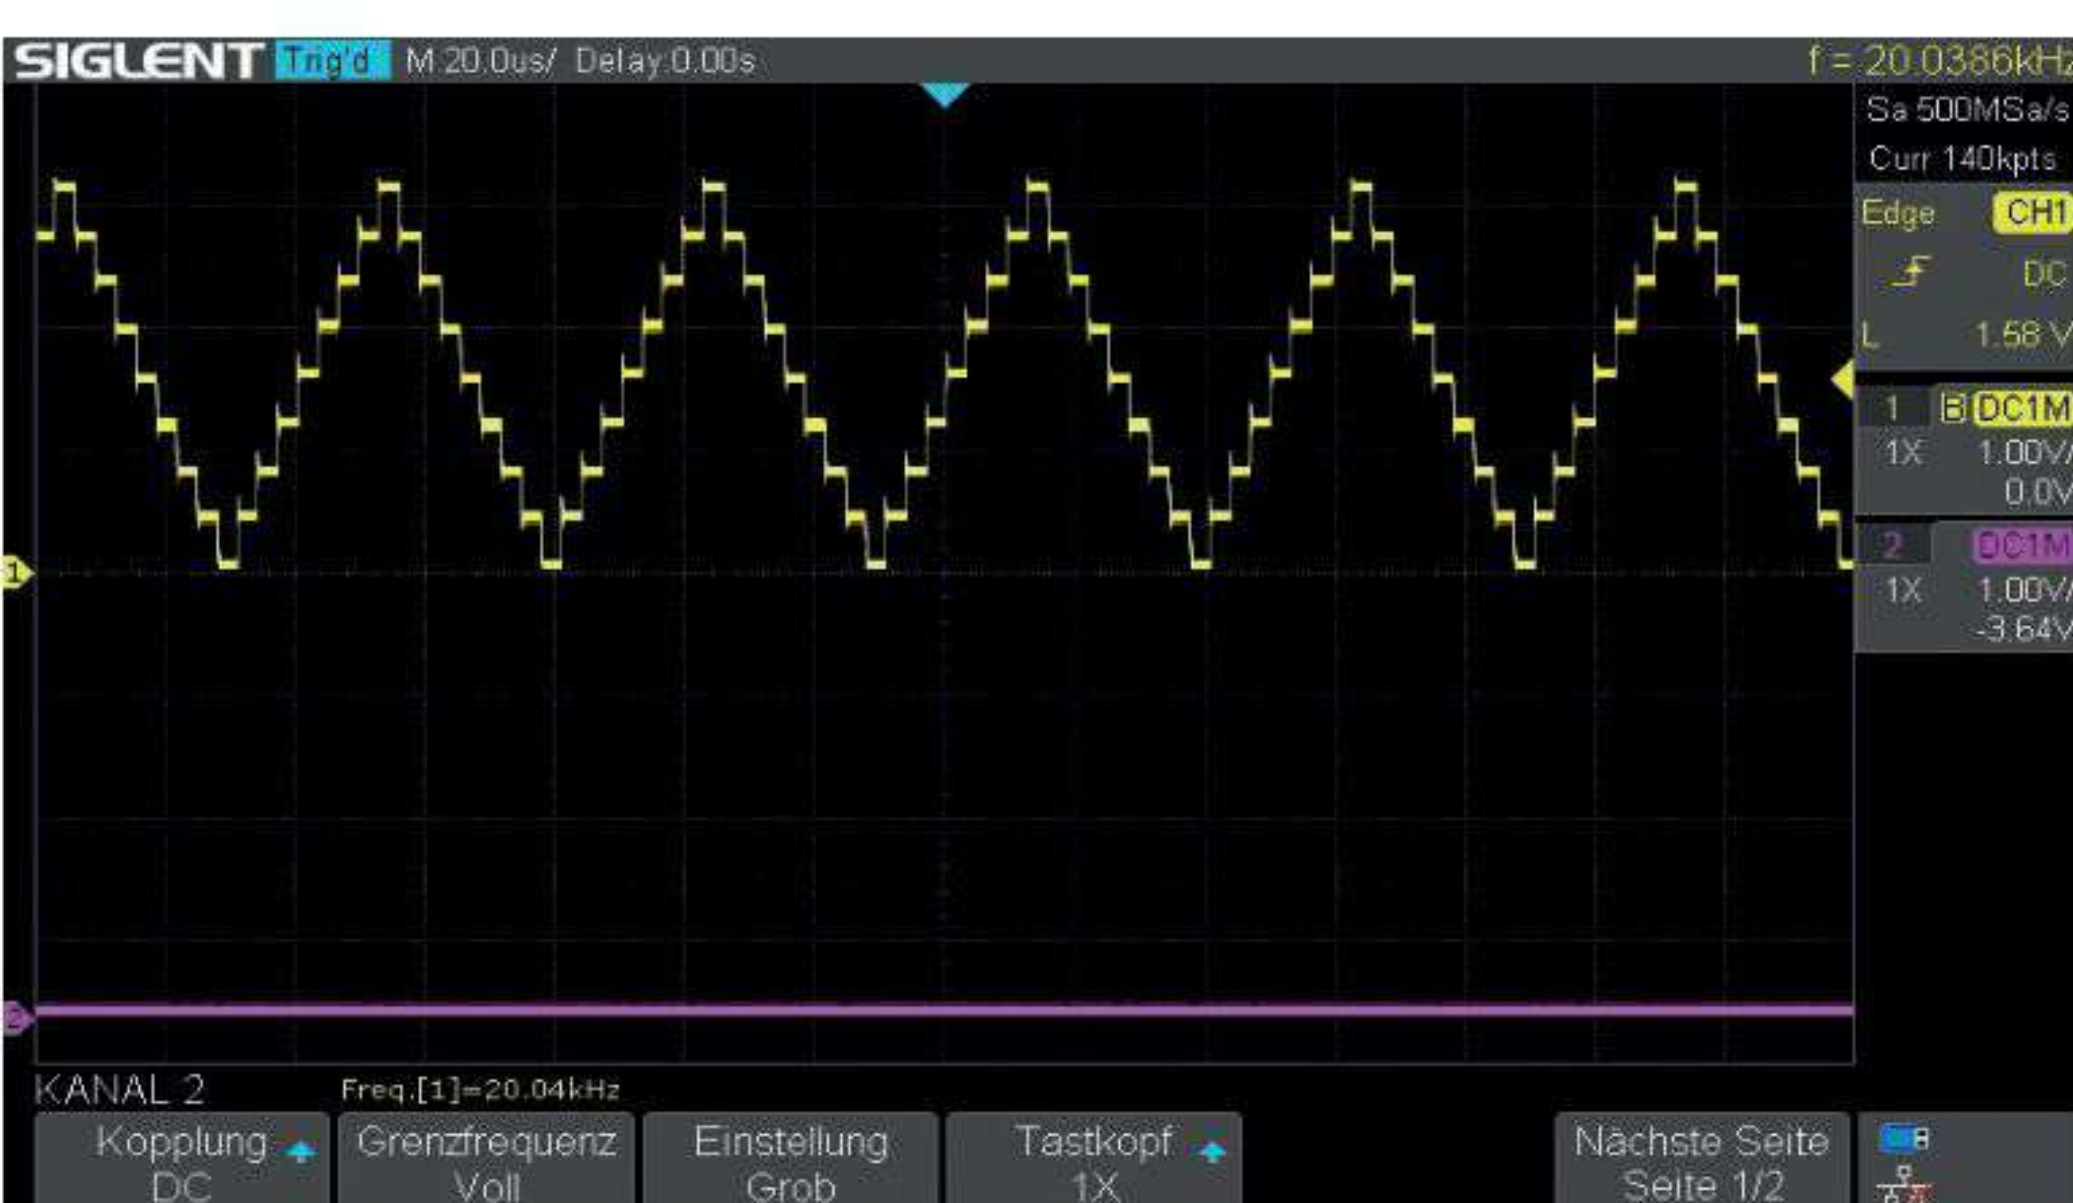 SIGLENT Trig'd M 20.0us/ Delay:0.00s f = 20.0386kHz
Sa 500MSa/s
Curr 140kpts
Edge CH1
DC
L 1.58 V
1 B DC1M
1X 1.00V/
0.0V
2 DC1M
1X 1.00V/
-3.64V
1
2
KANAL 2 Freq.[1]=20.04kHz
Kopplung Grenzfrequenz Einstellung Tastkopf Nächste Seite
DC Voll Grob 1X Seite 1/2